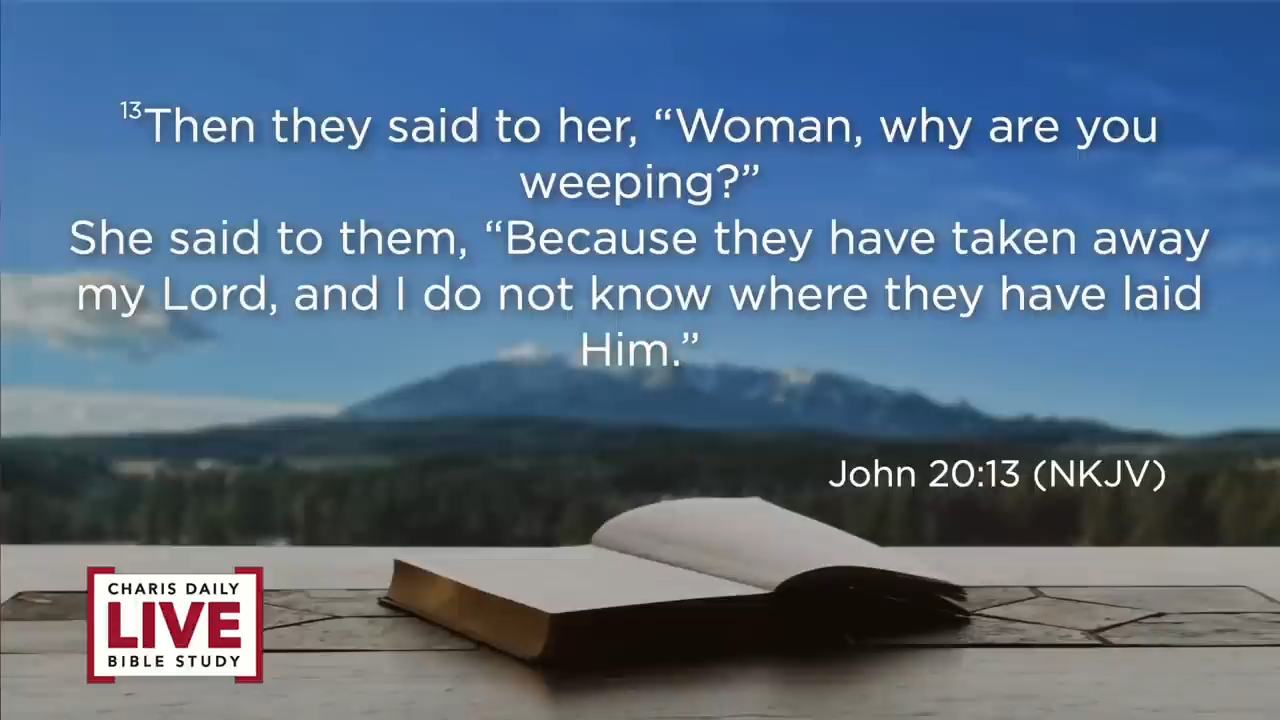 13Then they said to her, “Woman, why are you
weeping?”
She said to them, “Because they have taken away
my Lord, and I do not know where they have laid
Him.”
John 20:13 (NKJV)
CHARIS DAILY
LIVE
BIBLE STUDY